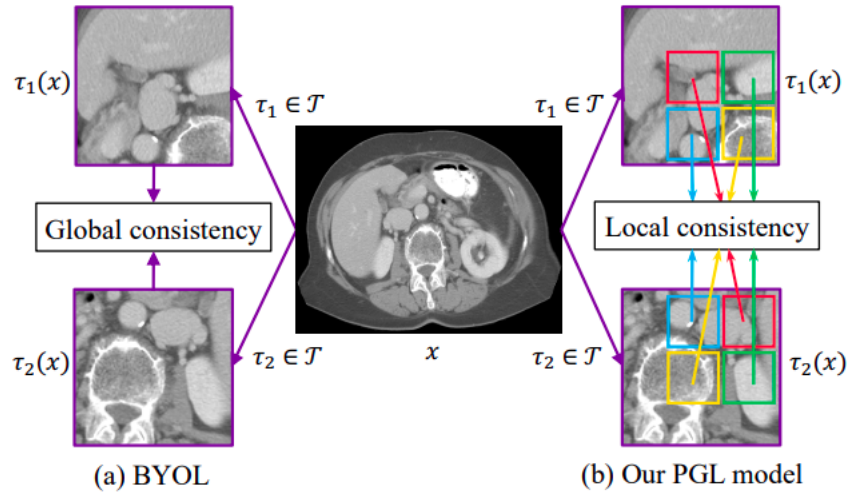 τ₁(x)
τ₁ ∈ 𝒯
τ₁ ∈ 𝒯
τ₁(x)
Global consistency
Local consistency
τ₂(x)
τ₂ ∈ 𝒯
x
τ₂ ∈ 𝒯
τ₂(x)
(a) BYOL
(b) Our PGL model